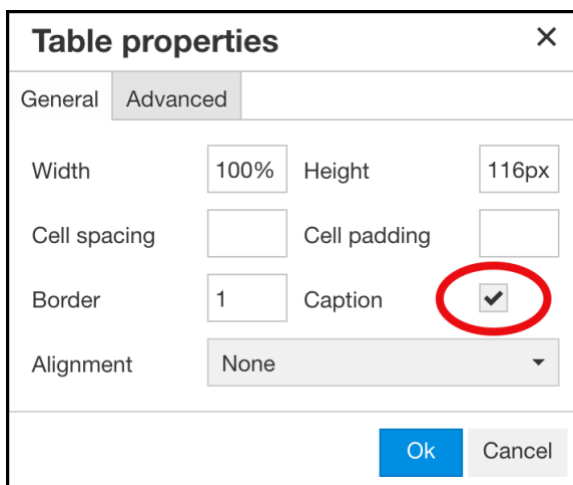 Table properties
General Advanced
Width 100% Height 116px
Cell spacing Cell padding
Border 1 Caption
Alignment None
Ok Cancel